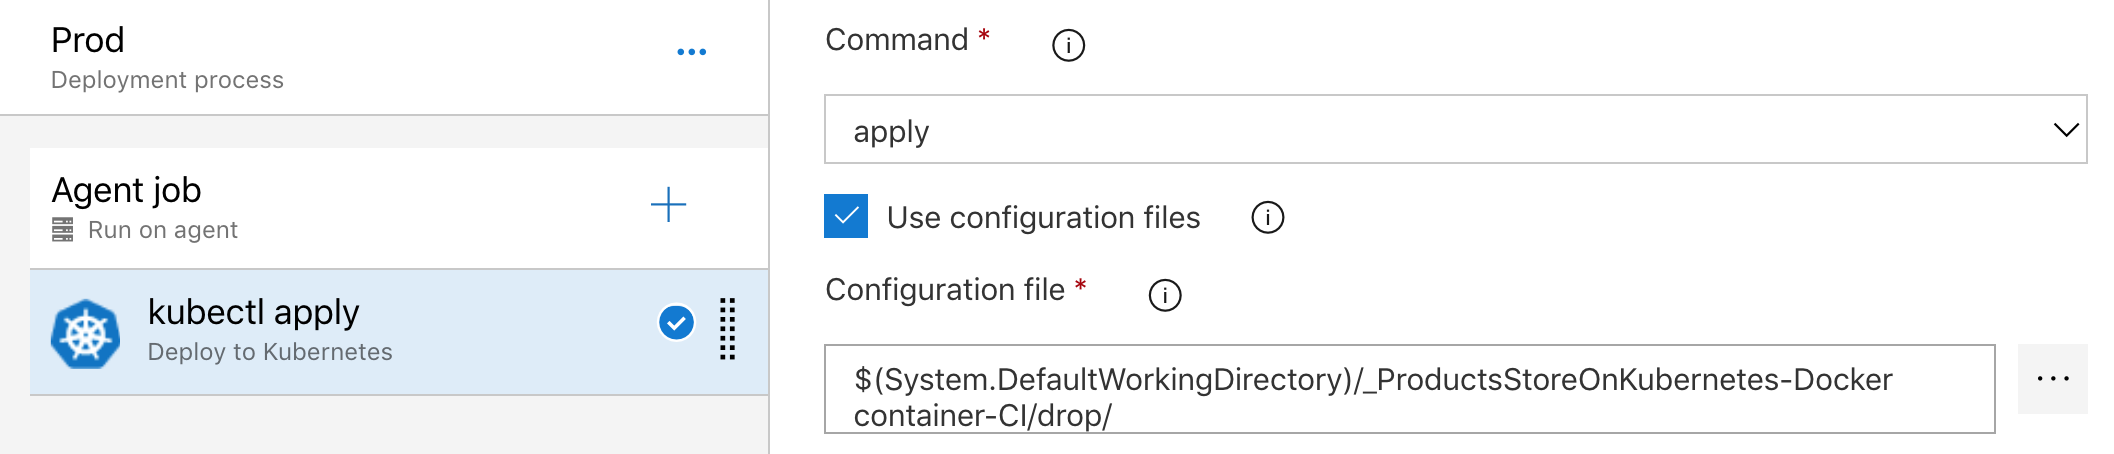 Prod
Deployment process
Agent job
Run on agent
kubectl apply
Deploy to Kubernetes
Command *
apply
Use configuration files
Configuration file *
$(System.DefaultWorkingDirectory)/_ProductsStoreOnKubernetes-Docker
container-CI/drop/